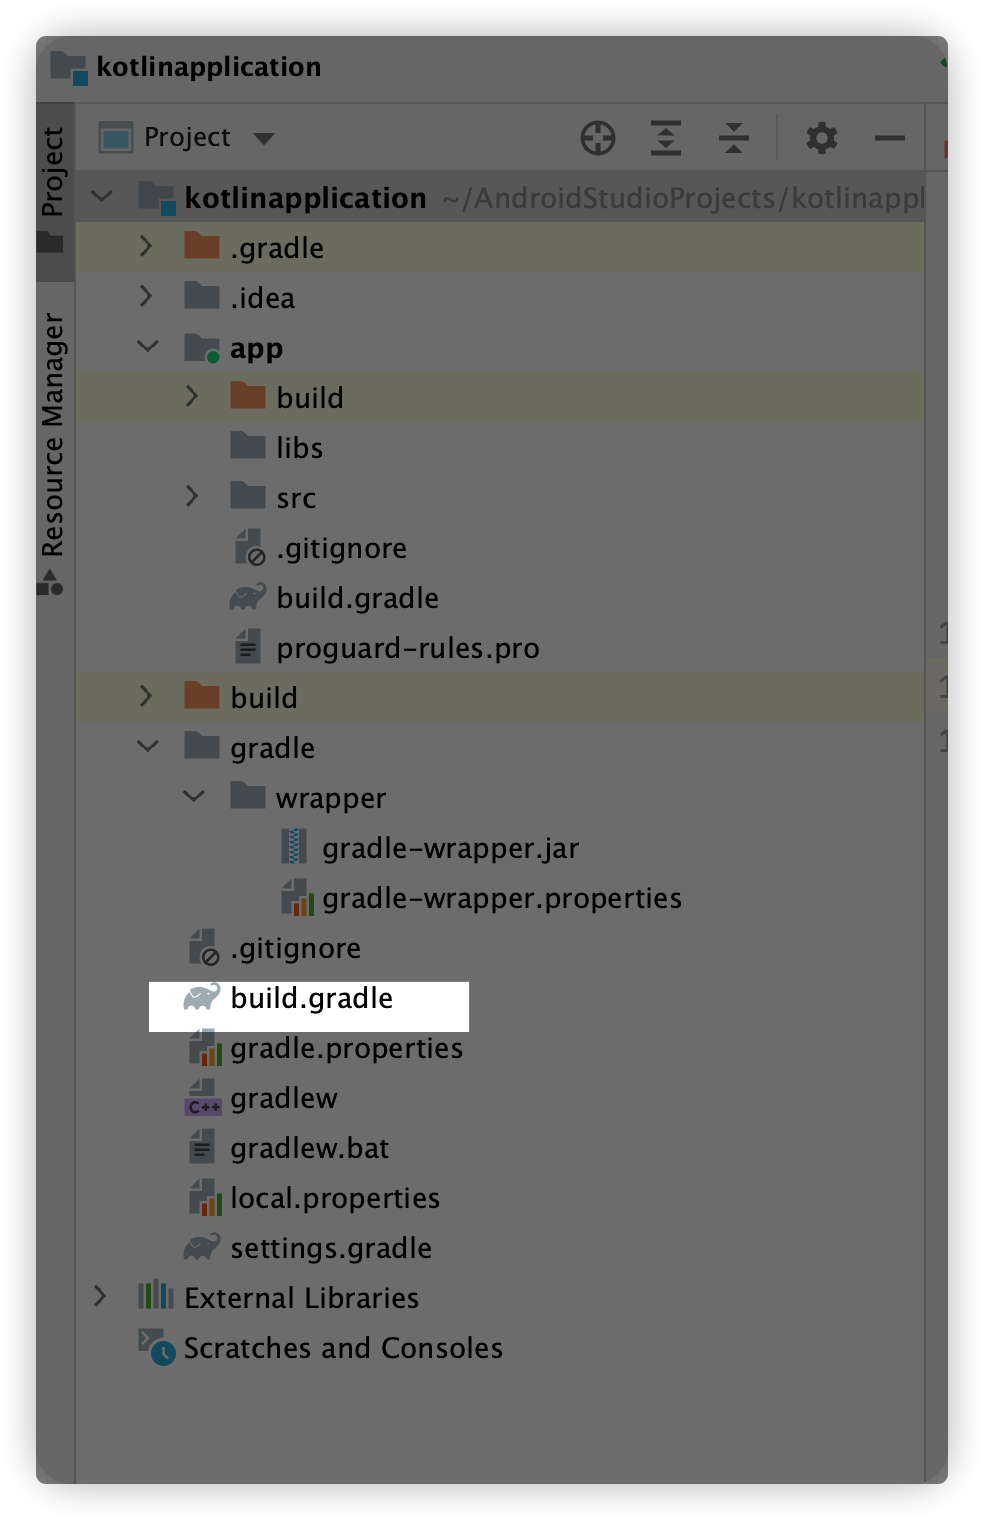 kotlinapplication
Project
Resource Manager
Project
kotlinapplication ~/AndroidStudioProjects/kotlinappl
.gradle
.idea
app
build
libs
src
.gitignore
build.gradle
proguard-rules.pro
build
gradle
wrapper
gradle-wrapper.jar
gradle-wrapper.properties
.gitignore
build.gradle
gradle.properties
C++ gradlew
gradlew.bat
local.properties
settings.gradle
External Libraries
Scratches and Consoles